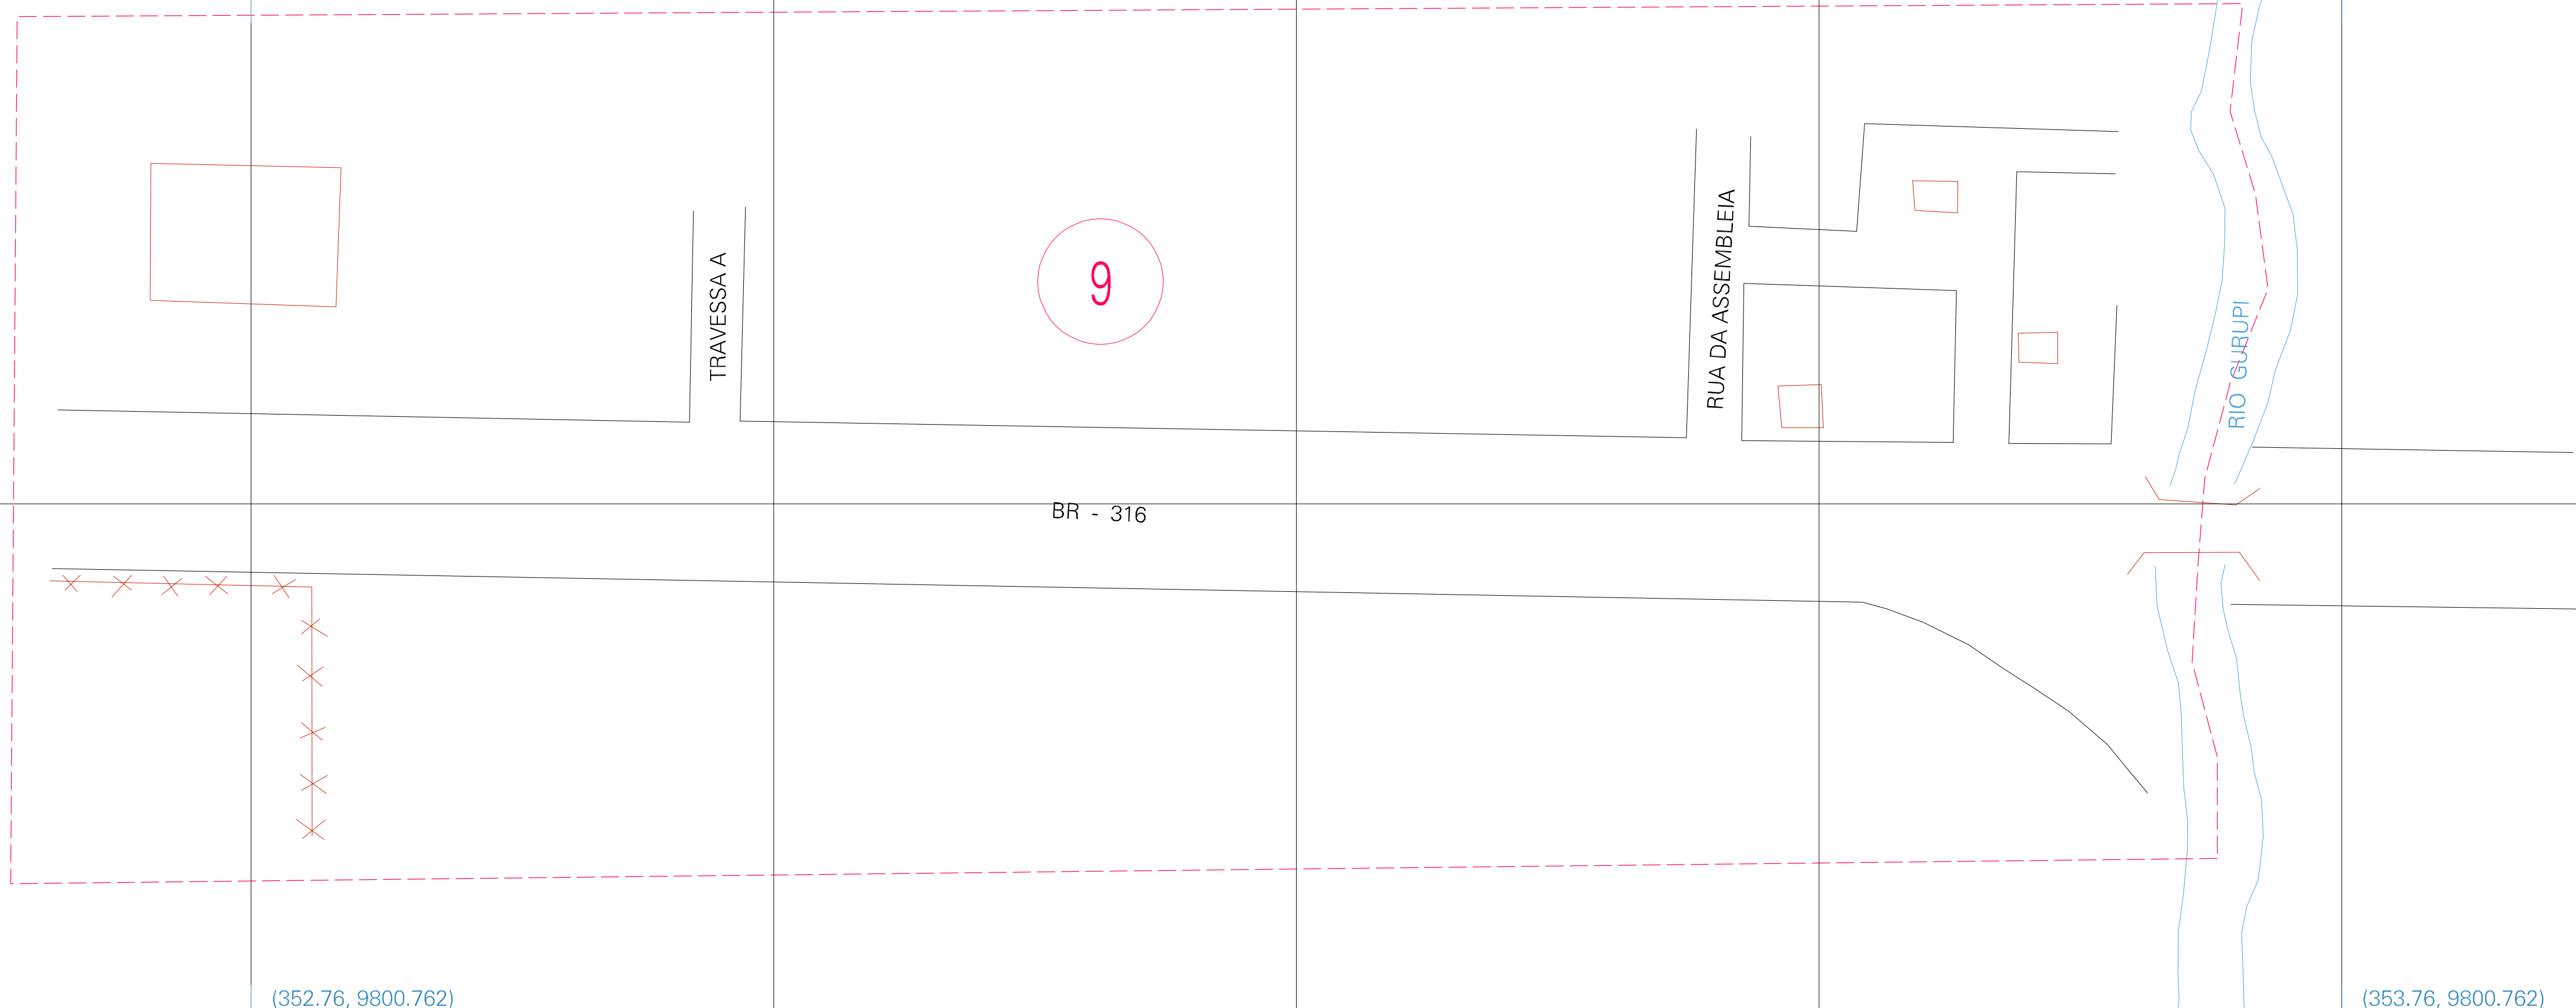 TRAVESSA A
9
RUA DA ASSEMBLEIA
RIO GURUPI
BR - 316
(352.76, 9800.762)
(353.76, 9800.762)